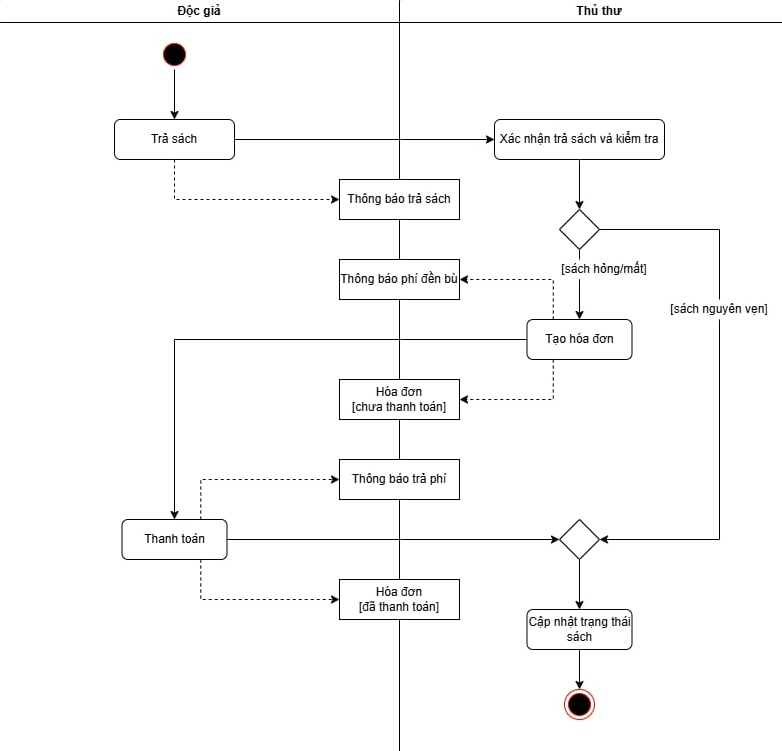 Độc giả
Thủ thư
Trả sách
Xác nhận trả sách và kiểm tra
Thông báo trả sách
[sách hỏng/mất]
Thông báo phí đền bù
[sách nguyên vẹn]
Tạo hóa đơn
Hóa đơn
[chưa thanh toán]
Thông báo trả phí
Thanh toán
Hóa đơn
[đã thanh toán]
Cập nhật trạng thái
sách